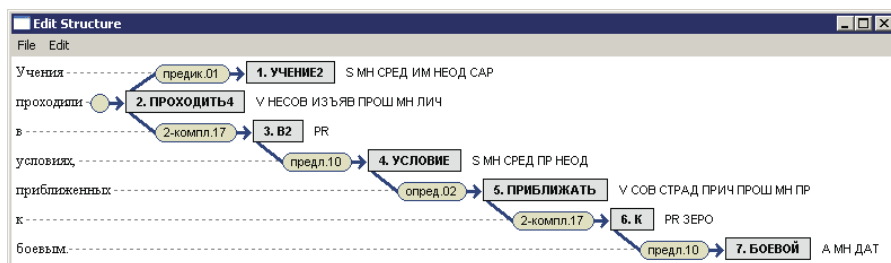 Edit Structure
File Edit
Учения предик.01 1. УЧЕНИЕ2 S МН СРЕД ИМ НЕОД CAP
проходили 2. ПРОХОДИТЬ4 V НЕСОВ ИЗЪЯВ ПРОШ МН ЛИЧ
в 2-компл.17 3. В2 PR
условиях, предл.10 4. УСЛОВИЕ S МН СРЕД ПР НЕОД
приближенных опред.02 5. ПРИБЛИЖАТЬ V СОВ СТРАД ПРИЧ ПРОШ МН ПР
к 2-компл.17 6. К PR ЗЕРО
боевым. предл.10 7. БОЕВОЙ A МН ДАТ